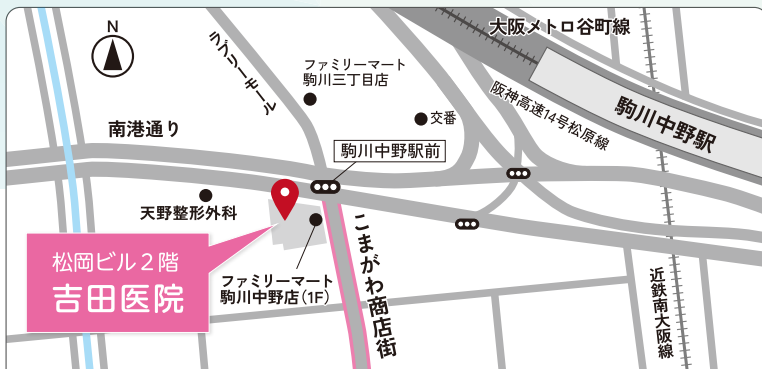 N
大阪メトロ谷町線
ラブリーモール
ファミリーマート
駒川三丁目店
阪神高速14号松原線
駒川中野駅
交番
南港通り
駒川中野駅前
天野整形外科
松岡ビル2階
吉田医院
ファミリーマート
駒川中野店(1F)
こまがわ商店街
近鉄南大阪線